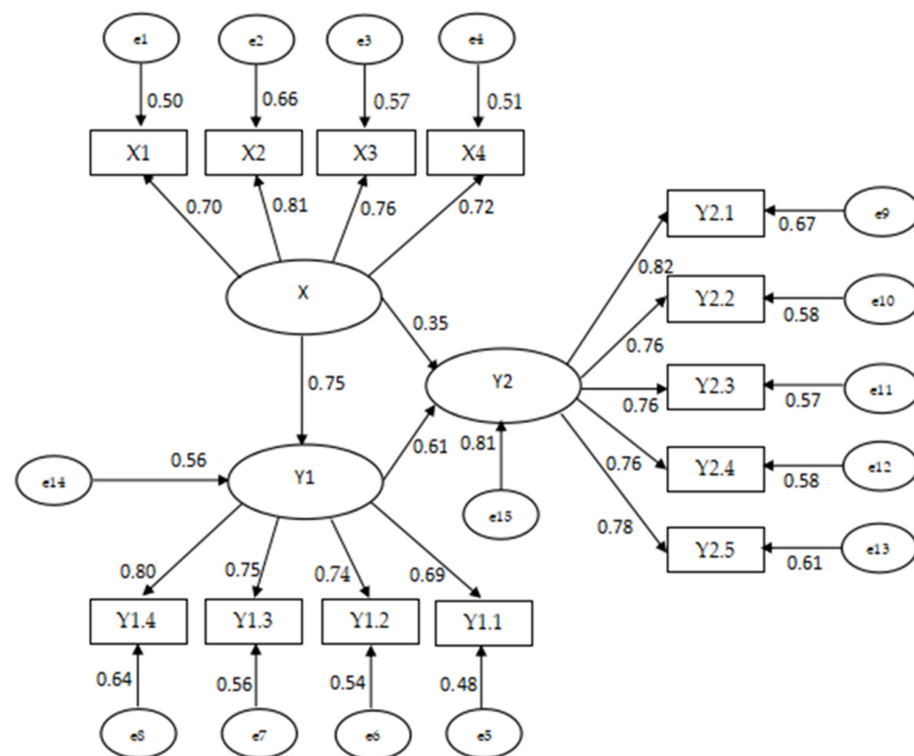 e1 e2 e3 e4
0.50 0.66 0.57 0.51
X1 X2 X3 X4
0.70 0.81 0.76 0.72
Y2.1 e9
0.67
0.82
X
Y2.2 e10
0.58
0.35
0.76
Y2
Y2.3 e11
0.75
0.76 0.57
0.61 0.81
Y2.4 e12
0.76 0.58
0.56
e14 Y1
e15
0.78
Y2.5 e13
0.61
0.80 0.75 0.74 0.69
Y1.4 Y1.3 Y1.2 Y1.1
0.64 0.56 0.54 0.48
e8 e7 e6 e5